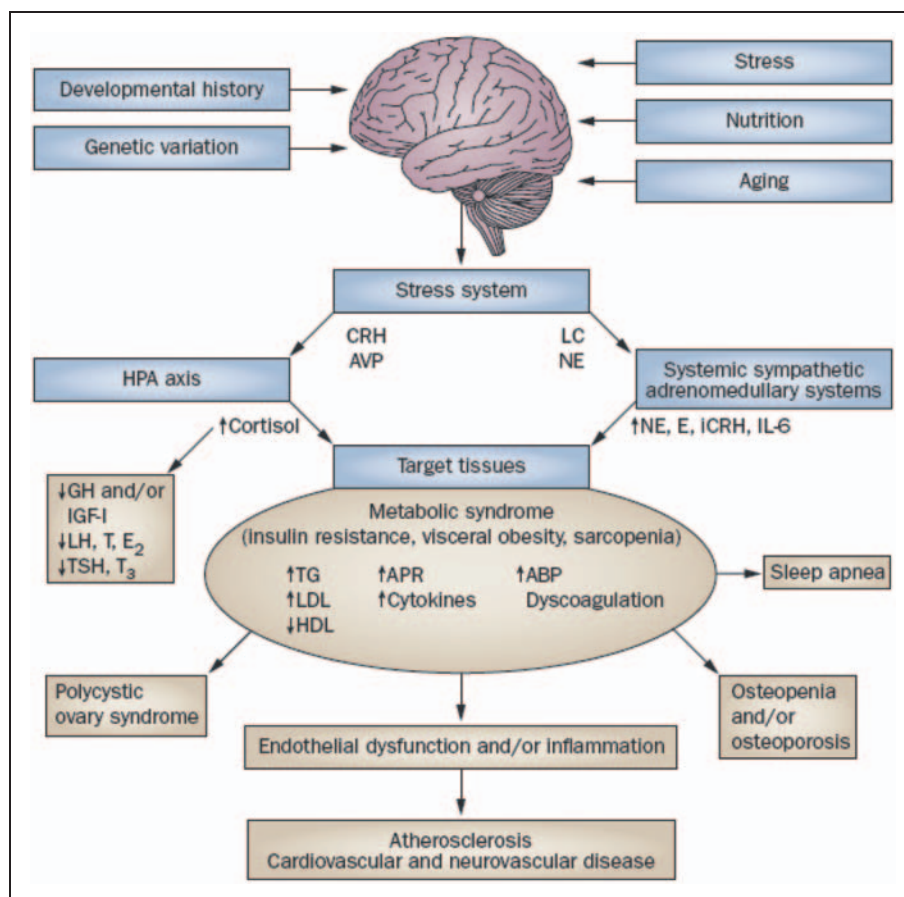 Developmental history
Genetic variation
Stress
Nutrition
Aging
Stress system
CRH
AVP
LC
NE
HPA axis
Systemic sympathetic
adrenomedullary systems
↑Cortisol
↑NE, E, iCRH, IL-6
Target tissues
↓GH and/or
IGF-I
↓LH, T, E₂
↓TSH, T₃
Metabolic syndrome
(insulin resistance, visceral obesity, sarcopenia)
↑TG
↑LDL
↓HDL
↑APR
↑Cytokines
↑ABP
Dyscoagulation
Sleep apnea
Polycystic
ovary syndrome
Osteopenia
and/or
osteoporosis
Endothelial dysfunction and/or inflammation
Atherosclerosis
Cardiovascular and neurovascular disease